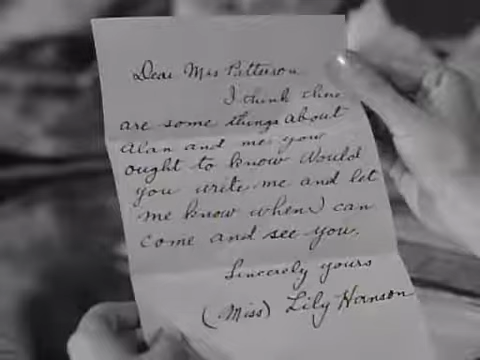 Dear Mrs Patterson
I think there
are some things about
Alan and me you
ought to know Would
you write me and let
me know when I can
come and see you.
Sincerely yours
(Miss) Lily Hanson